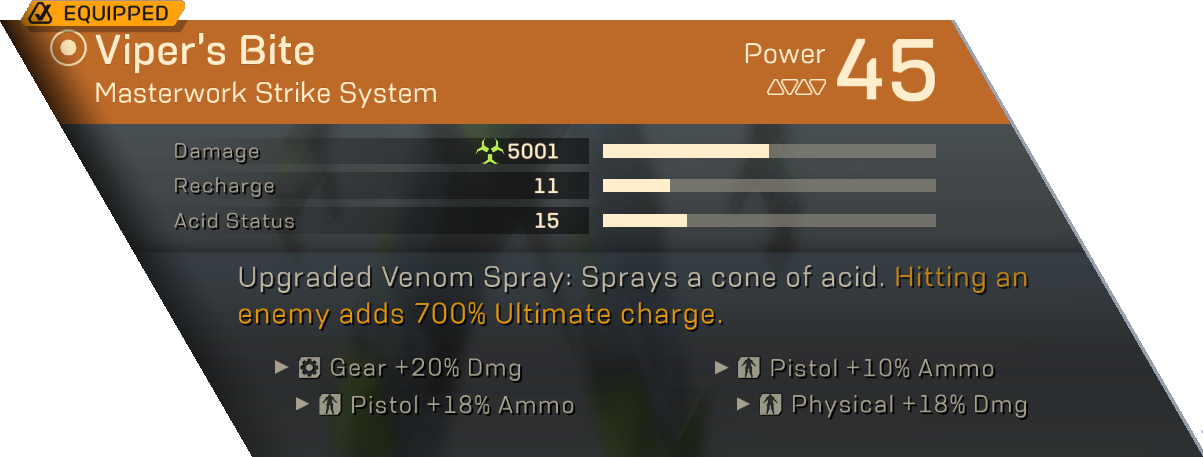 EQUIPPED
Viper's Bite
Masterwork Strike System
Power 45
Damage 5001
Recharge 11
Acid Status 15
Upgraded Venom Spray: Sprays a cone of acid. Hitting an
enemy adds 700% Ultimate charge.
Gear +20% Dmg Pistol +10% Ammo
Pistol +18% Ammo Physical +18% Dmg